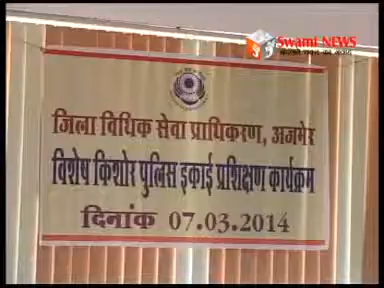 Swami NEWS
जिला विधिक सेवा प्राधिकरण, अजमेर
विशेष किशोर पुलिस इकाई प्रशिक्षण कार्यक्रम
दिनांक 07.03.2014